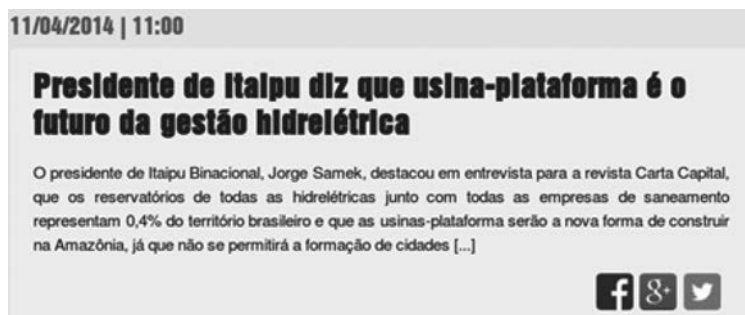 11/04/2014 | 11:00
Presidente de Itaipu diz que usina-plataforma é o
futuro da gestão hidrelétrica
O presidente de Itaipu Binacional, Jorge Samek, destacou em entrevista para a revista Carta Capital,
que os reservatórios de todas as hidrelétricas junto com todas as empresas de saneamento
representam 0,4% do território brasileiro e que as usinas-plataforma serão a nova forma de construir
na Amazônia, já que não se permitirá a formação de cidades [...]
f 8+